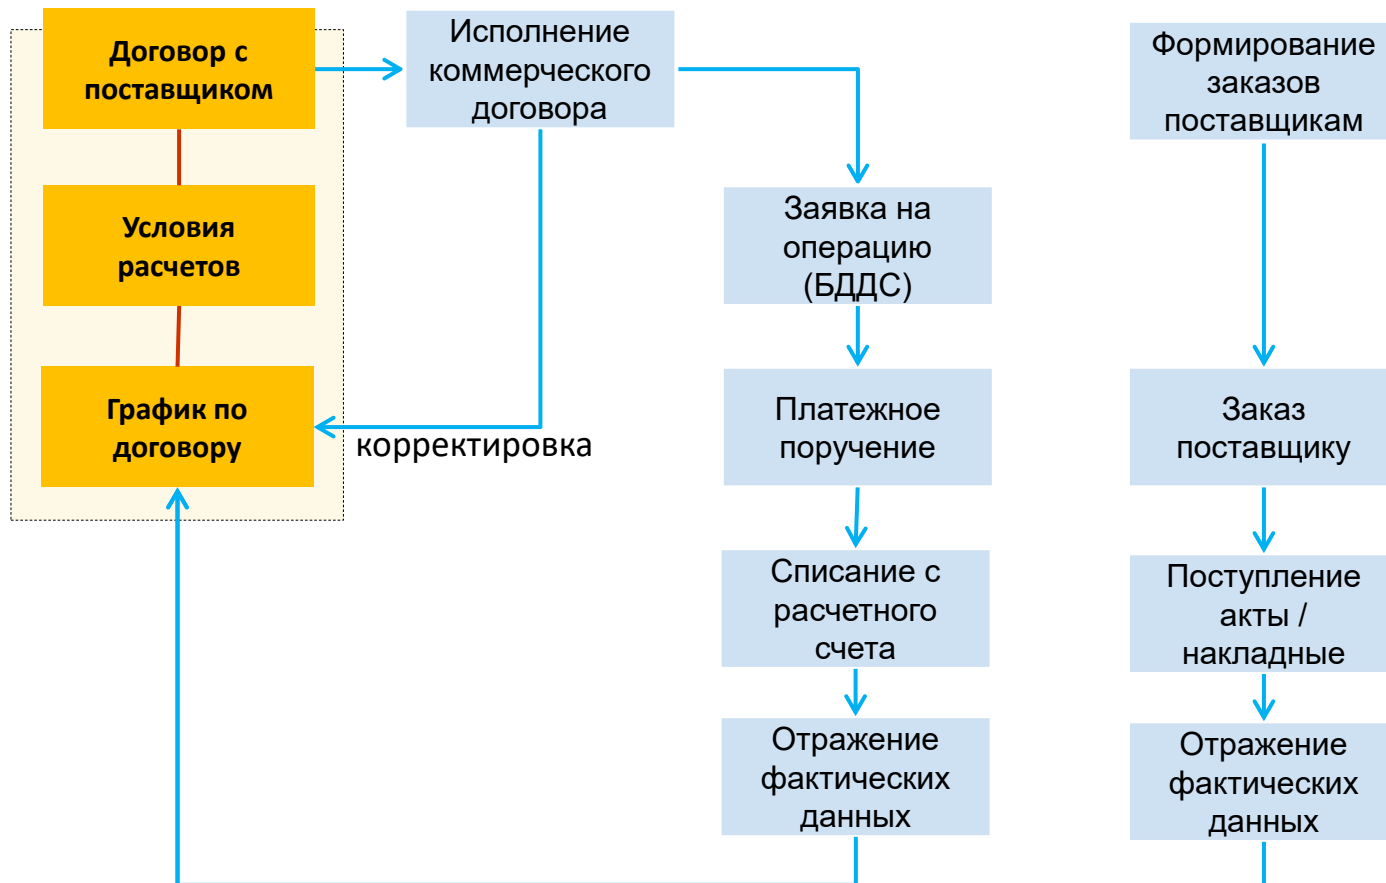 Договор с
поставщиком
Условия
расчетов
График по
договору
Исполнение
коммерческого
договора
корректировка
Заявка на
операцию
(БДДС)
Платежное
поручение
Списание с
расчетного
счета
Отражение
фактических
данных
Формирование
заказов
поставщикам
Заказ
поставщику
Поступление
акты /
накладные
Отражение
фактических
данных